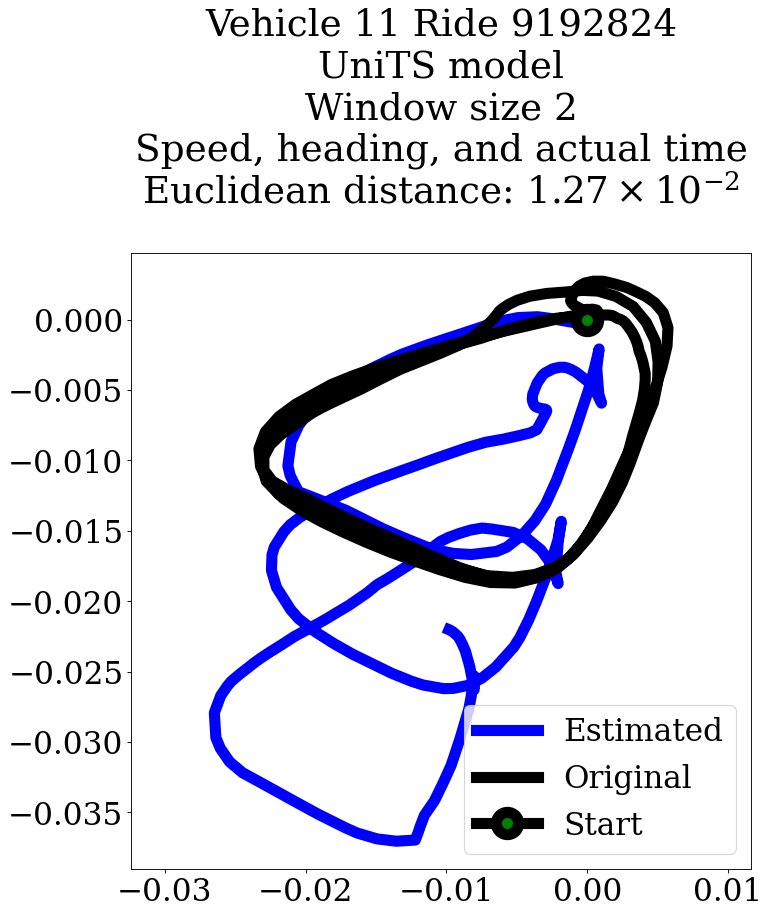 Vehicle 11 Ride 9192824
UniTS model
Window size 2
Speed, heading, and actual time
Euclidean distance: 1.27 × 10⁻²
0.000
−0.005
−0.010
−0.015
−0.020
−0.025
−0.030
−0.035
Estimated
Original
Start
−0.03 −0.02 −0.01 0.00 0.01